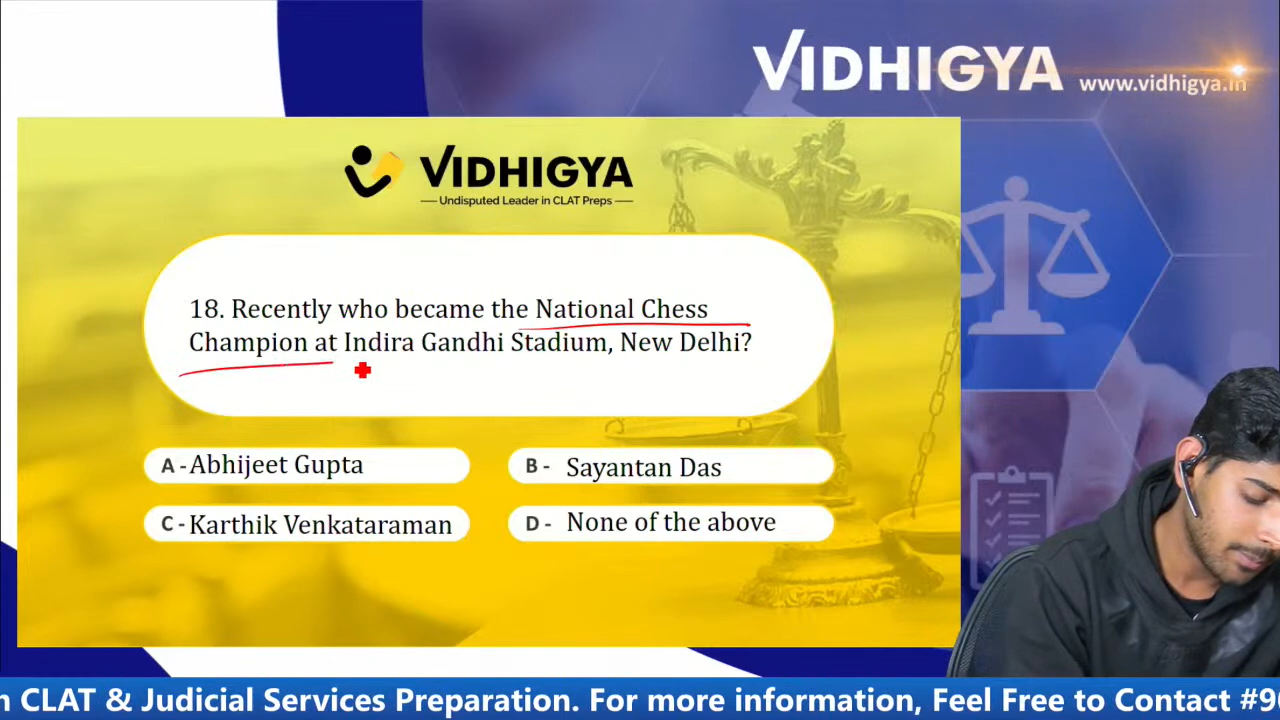 VIDHIGYA
www.vidhigya.in
VIDHIGYA
Undisputed Leader in CLAT Preps
18. Recently who became the National Chess
Champion at Indira Gandhi Stadium, New Delhi?
A - Abhijeet Gupta
B - Sayantan Das
C - Karthik Venkataraman
D - None of the above
n CLAT & Judicial Services Preparation. For more information, Feel Free to Contact #9